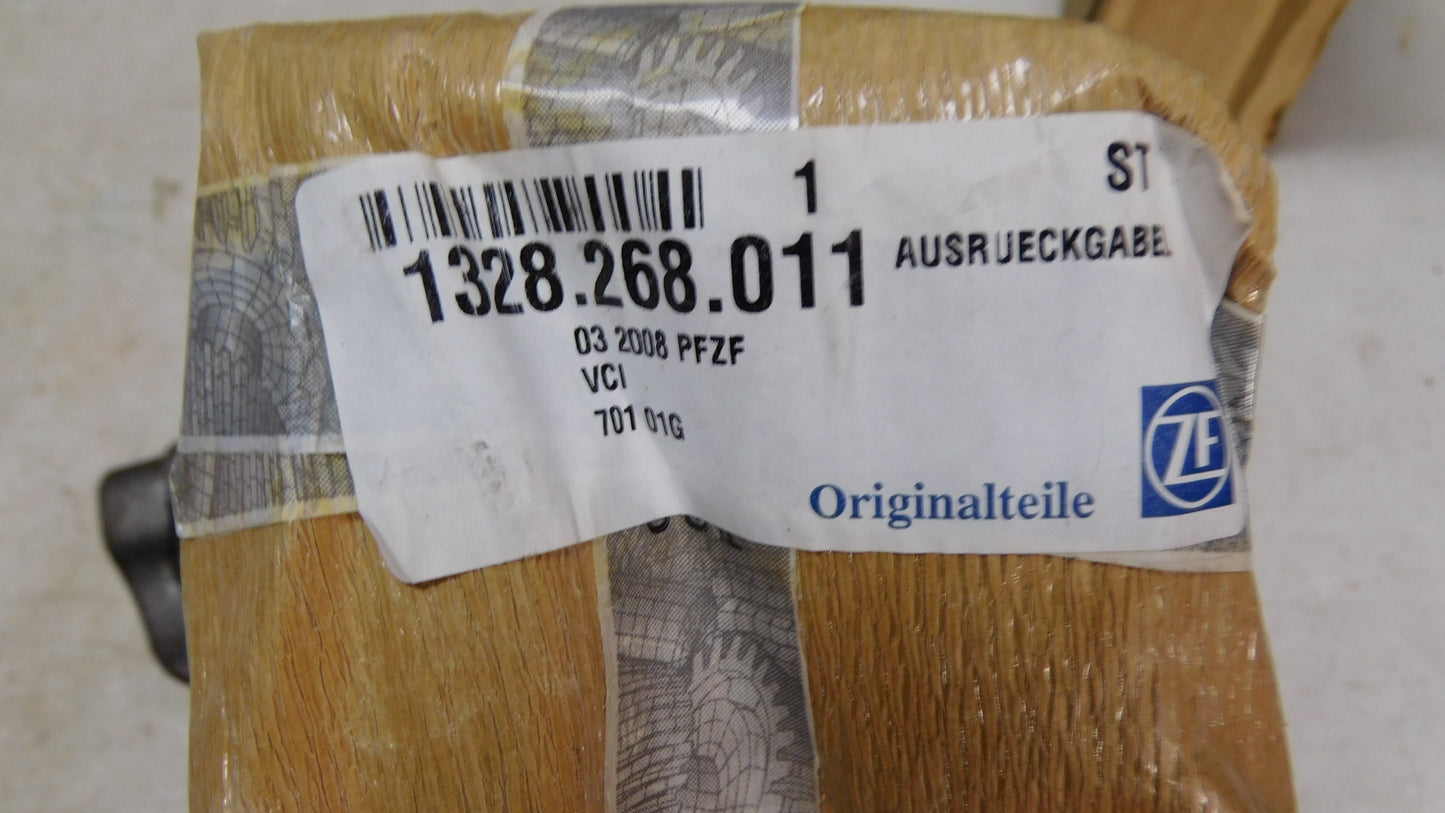 1 ST
1328.268.011 AUSRUECKGABEL
03 2008 PFZF
VCI
701 01G
Originalteile ZF